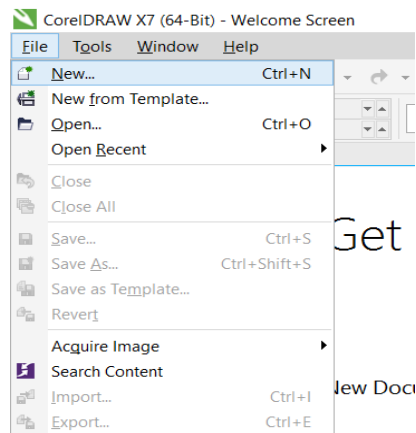 CorelDRAW X7 (64-Bit) - Welcome Screen
File Tools Window Help
New... Ctrl+N
New from Template...
Open... Ctrl+O
Open Recent
Close
Close All
Save... Ctrl+S
Save As... Ctrl+Shift+S
Save as Template...
Revert
Acquire Image
Search Content
Import... Ctrl+I
Export... Ctrl+E
Get